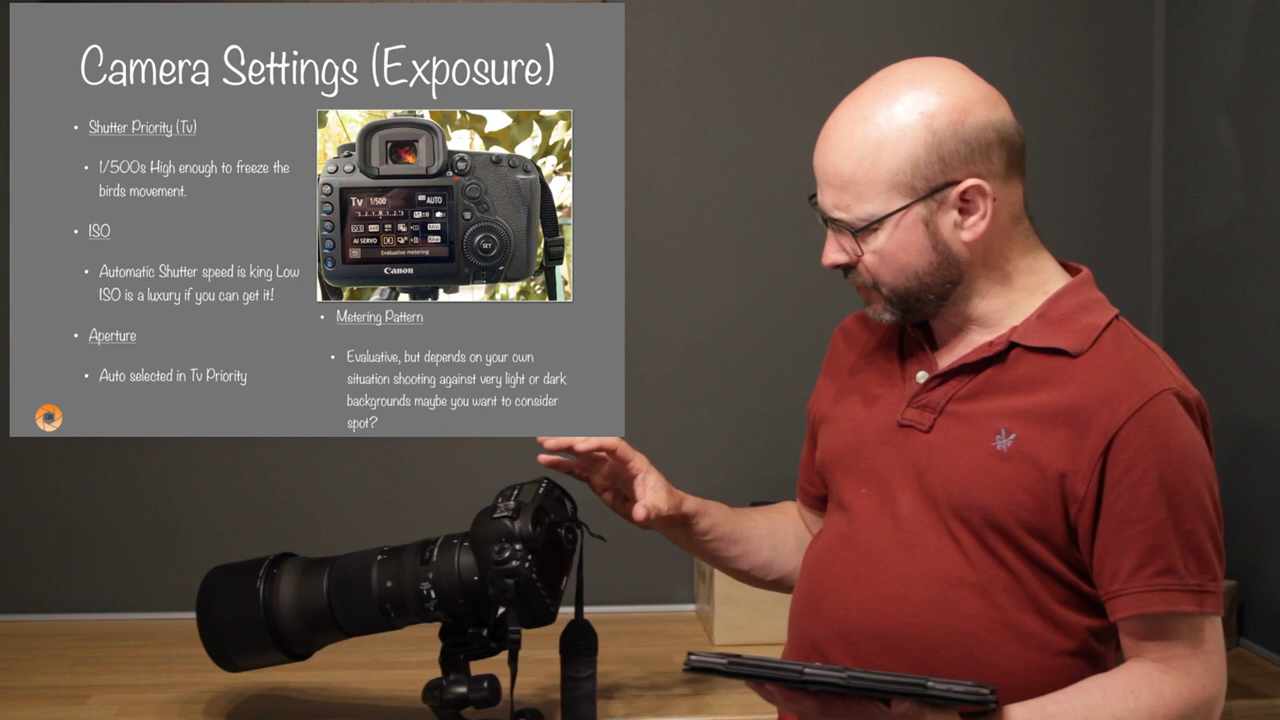 Camera Settings (Exposure)
• Shutter Priority (Tv)
• 1/500s High enough to freeze the
birds movement.
• ISO
• Automatic Shutter speed is king Low
ISO is a luxury if you can get it!
• Aperture
• Auto selected in Tv Priority
Tv 1/500 AUTO
AI SERVO
Evaluative metering
SET
Canon
• Metering Pattern
• Evaluative, but depends on your own
situation shooting against very light or dark
backgrounds maybe you want to consider
spot?